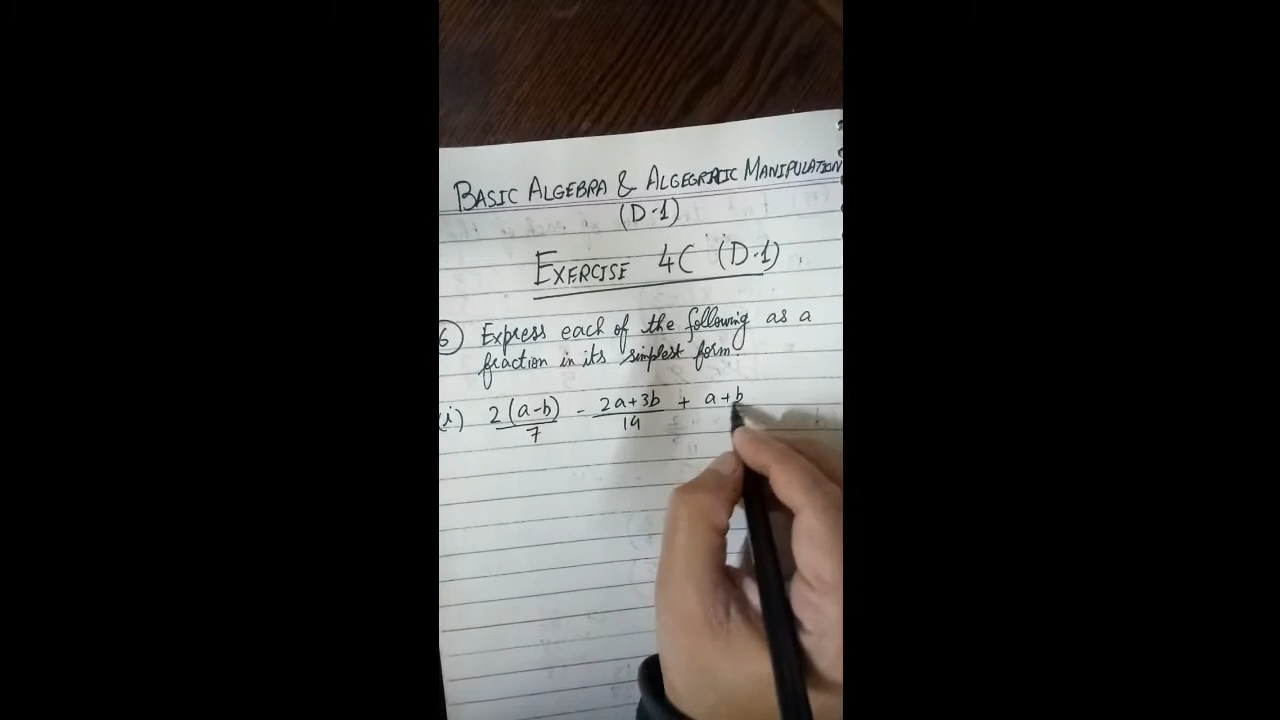 BASIC ALGEBRA & ALGEGRAIC MANIPULATION
(D-1)
EXERCISE 4C (D-1)
6 Express each of the following as a
fraction in its simplest form.
(i) 2(a-b)/7 - 2a+3b/14 + a+b